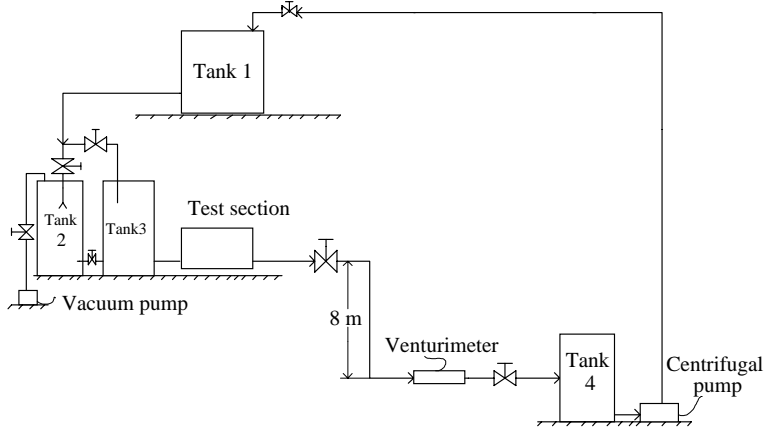 Tank 1
Tank
2
Tank3
Test section
Vacuum pump
8 m
Venturimeter
Tank
4
Centrifugal
pump